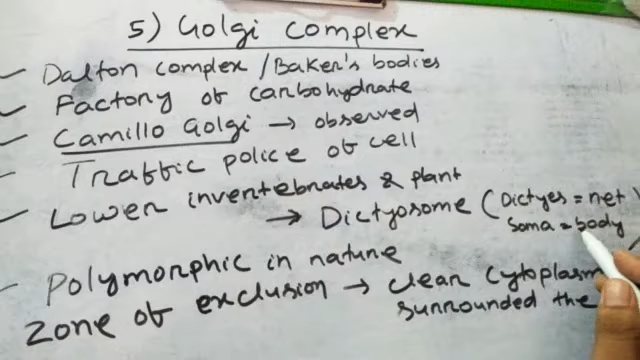 5) Golgi complex
Dalton complex / Baker's bodies
Factory of carbohydrate
Camillo Golgi → observed
Traffic police of cell
Lower invertebrates & plant
→ Dictyosome (Dictyes = net
Soma = body
Polymorphic in nature
Zone of exclusion → clear cytoplasm
surrounded the